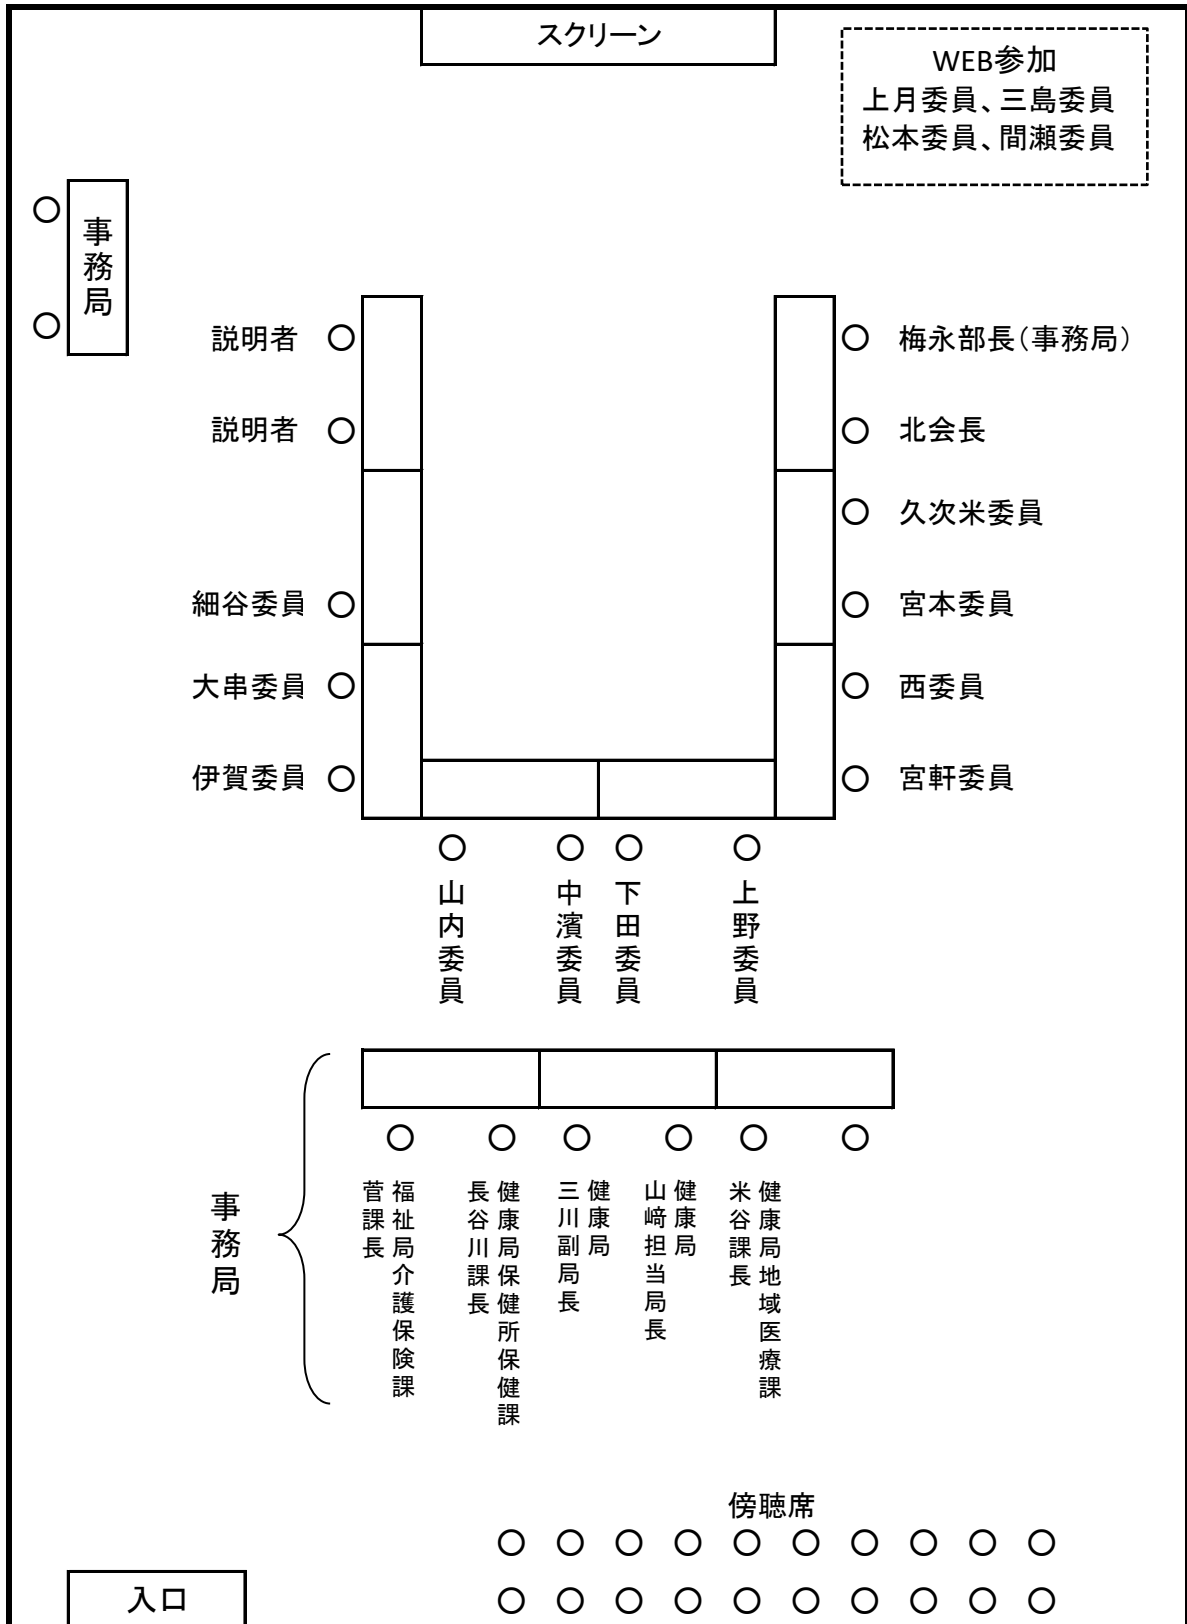 スクリーン
WEB参加
上月委員、三島委員
松本委員、間瀬委員
事務局
説明者
梅永部長（事務局）
説明者
北会長
久次米委員
細谷委員
宮本委員
大串委員
西委員
伊賀委員
宮軒委員
山内委員
中濱委員
下田委員
上野委員
事務局
福祉局介護保険課
菅課長
健康局保健所保健課
長谷川課長
健康局
三川副局長
健康局
山﨑担当局長
健康局地域医療課
米谷課長
傍聴席
入口